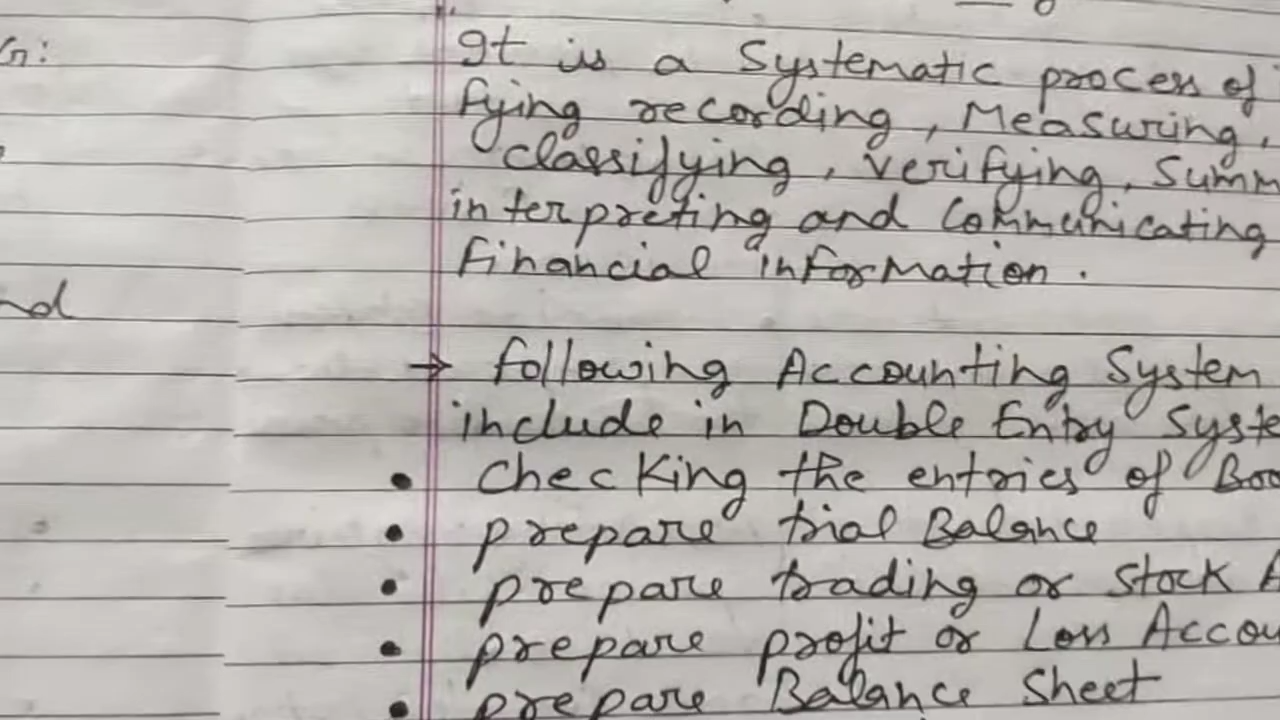 It is a Systematic process of
fying recording, Measuring,
classifying, verifying, Summ
interpreting and Communicating
Financial information.
→ following Accounting System
include in Double Entry Syste
• Checking the entries of Boo
• prepare trial Balance
• prepare trading or Stock A
• prepare profit or Loss Accou
• prepare Balance Sheet